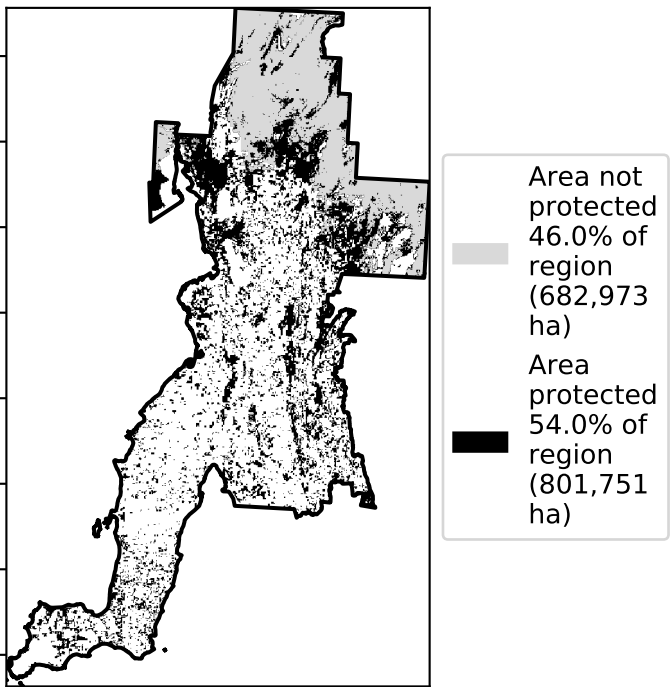 Area not
protected
46.0% of
region
(682,973
ha)
Area
protected
54.0% of
region
(801,751
ha)